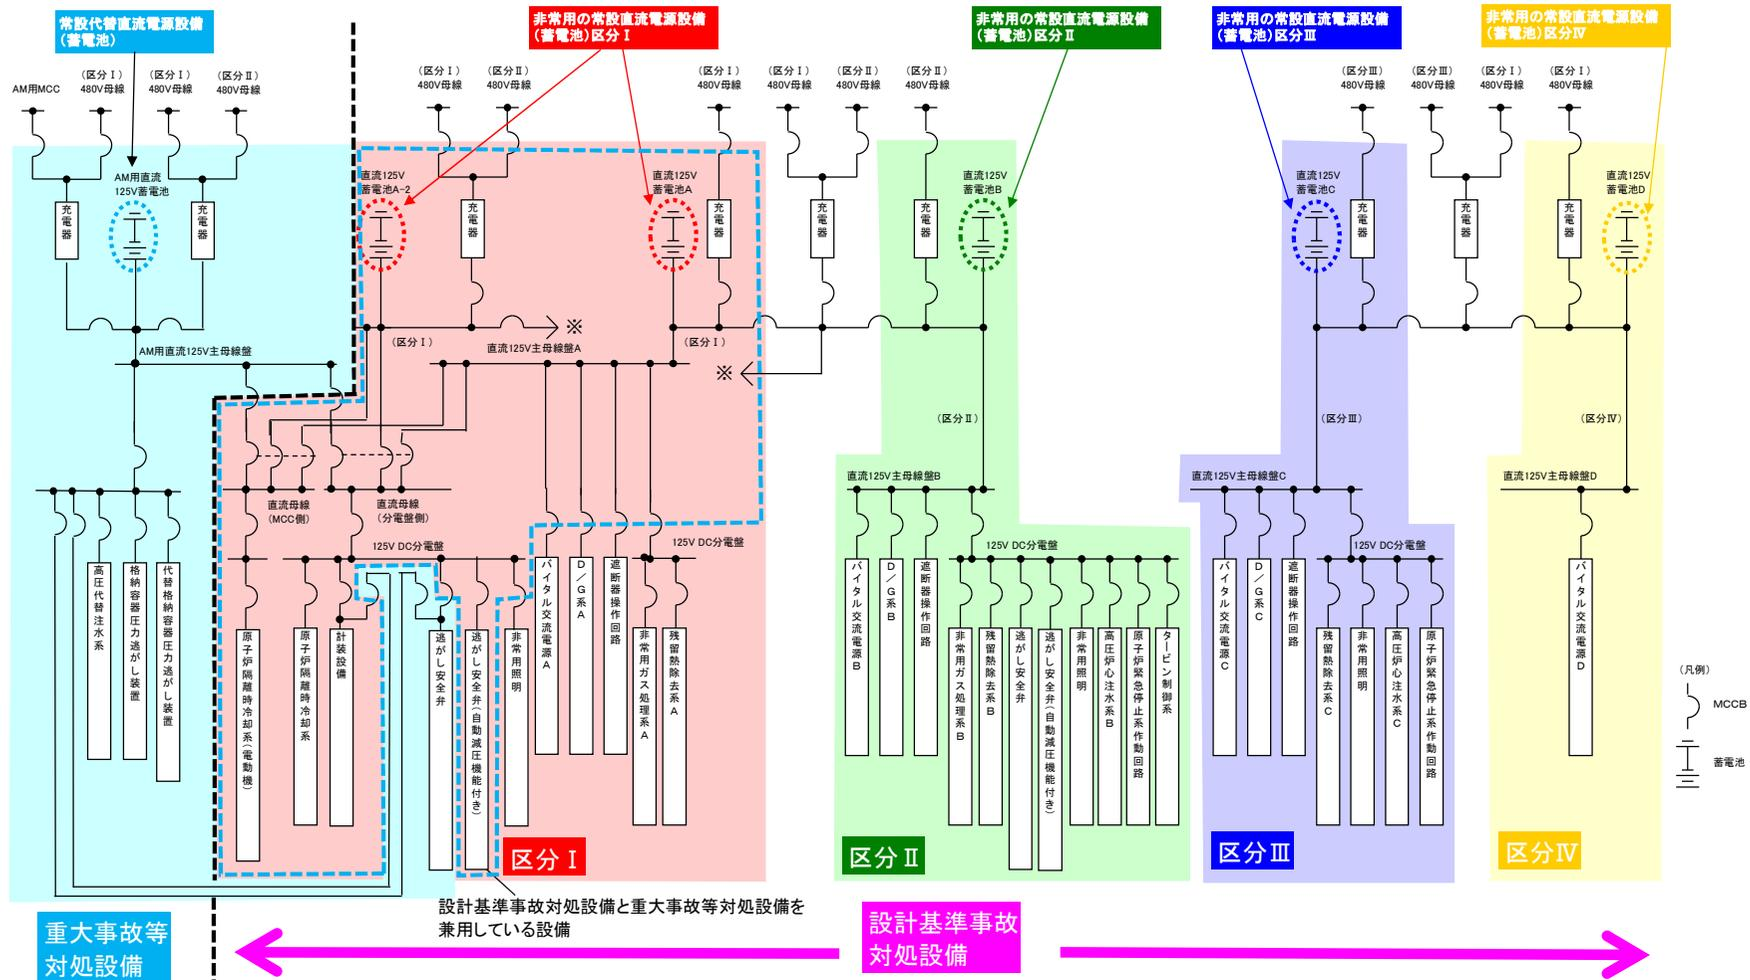 常設代替直流電源設備
(蓄電池)
非常用の常設直流電源設備
(蓄電池)区分Ⅰ
非常用の常設直流電源設備
(蓄電池)区分Ⅱ
非常用の常設直流電源設備
(蓄電池)区分Ⅲ
非常用の常設直流電源設備
(蓄電池)区分Ⅳ
AM用MCC
(区分Ⅰ)
480V母線
(区分Ⅰ)
480V母線
(区分Ⅱ)
480V母線
(区分Ⅰ)
480V母線
(区分Ⅱ)
480V母線
(区分Ⅰ)
480V母線
(区分Ⅰ)
480V母線
(区分Ⅱ)
480V母線
(区分Ⅱ)
480V母線
(区分Ⅲ)
480V母線
(区分Ⅲ)
480V母線
(区分Ⅰ)
480V母線
(区分Ⅰ)
480V母線
AM用直流
125V蓄電池
直流125V
蓄電池A-2
直流125V
蓄電池A
直流125V
蓄電池B
直流125V
蓄電池C
直流125V
蓄電池D
充電器
充電器
充電器
充電器
充電器
充電器
充電器
充電器
充電器
※
(区分Ⅰ)
直流125V主母線盤A
(区分Ⅰ)
※
AM用直流125V主母線盤
(区分Ⅱ)
(区分Ⅲ)
(区分Ⅳ)
直流125V主母線盤B
直流125V主母線盤C
直流125V主母線盤D
直流母線
(MCC側)
直流母線
(分電盤側)
125V DC分電盤
125V DC分電盤
125V DC分電盤
125V DC分電盤
高圧代替注水系
格納容器圧力逃がし装置
代替格納容器圧力逃がし装置
原子炉隔離時冷却系(電動機)
原子炉隔離時冷却系
計装設備
逃がし安全弁
逃がし安全弁(自動減圧機能付き)
非常用照明
バイタル交流電源A
D/G系A
遮断器操作回路
非常用ガス処理系A
残留熱除去系A
バイタル交流電源B
D/G系B
遮断器操作回路
非常用ガス処理系B
残留熱除去系B
逃がし安全弁
逃がし安全弁(自動減圧機能付き)
非常用照明
高圧炉心注水系B
原子炉緊急停止系作動回路
タービン制御系
バイタル交流電源C
D/G系C
遮断器操作回路
残留熱除去系C
非常用照明
高圧炉心注水系C
原子炉緊急停止系作動回路
バイタル交流電源D
(凡例)
MCCB
蓄電池
区分Ⅰ
区分Ⅱ
区分Ⅲ
区分Ⅳ
設計基準事故対処設備と重大事故等対処設備を
兼用している設備
重大事故等
対処設備
設計基準事故
対処設備